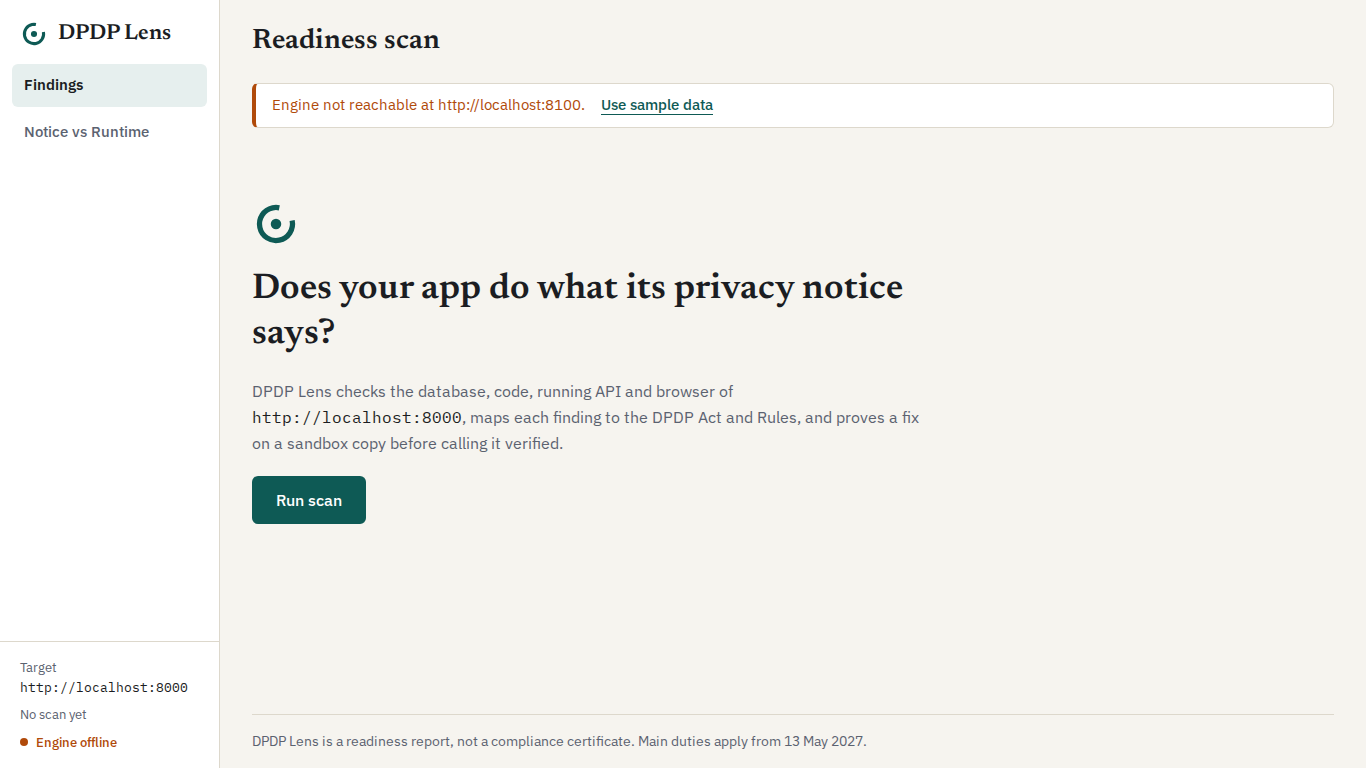 DPDP Lens
Findings
Notice vs Runtime
Target
http://localhost:8000
No scan yet
Engine offline
Readiness scan
Engine not reachable at http://localhost:8100. Use sample data
Does your app do what its privacy notice
says?
DPDP Lens checks the database, code, running API and browser of
http://localhost:8000, maps each finding to the DPDP Act and Rules, and proves a fix
on a sandbox copy before calling it verified.
Run scan
DPDP Lens is a readiness report, not a compliance certificate. Main duties apply from 13 May 2027.